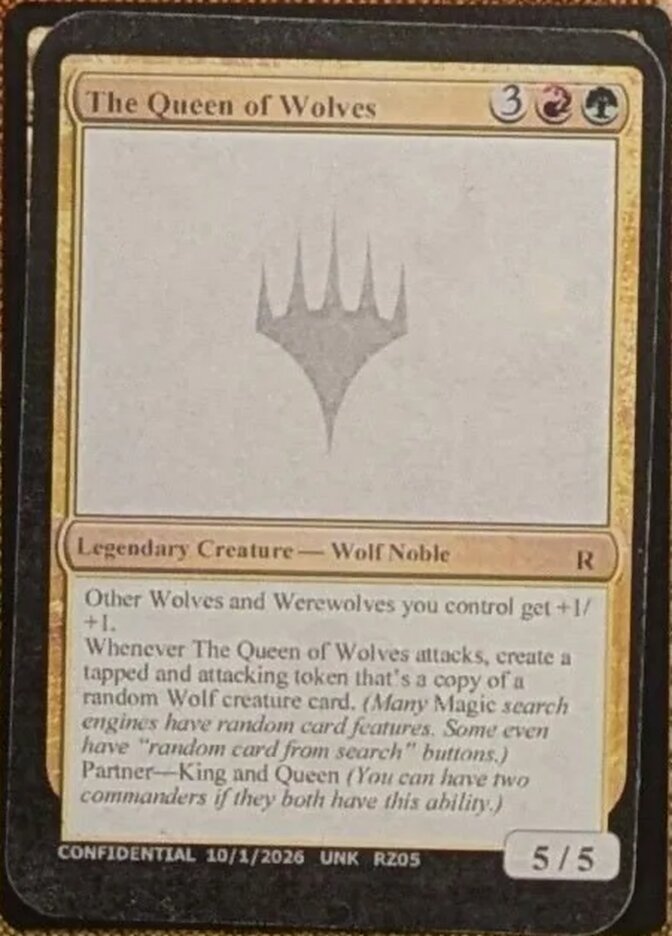 The Queen of Wolves 3
Legendary Creature — Wolf Noble R
Other Wolves and Werewolves you control get +1/
+1.
Whenever The Queen of Wolves attacks, create a
tapped and attacking token that's a copy of a
random Wolf creature card. (Many Magic search
engines have random card features. Some even
have "random card from search" buttons.)
Partner—King and Queen (You can have two
commanders if they both have this ability.)
5/5
CONFIDENTIAL 10/1/2026 UNK RZ05